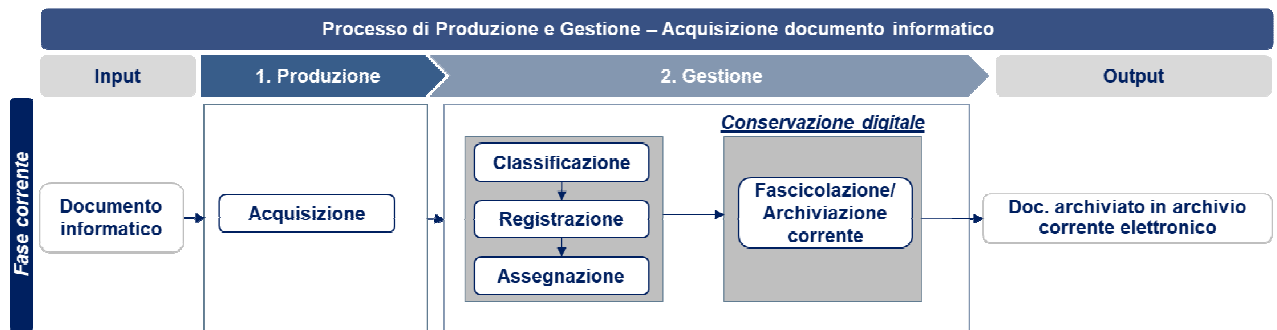 Processo di Produzione e Gestione – Acquisizione documento informatico
Input
1. Produzione
2. Gestione
Output
Fase corrente
Documento
informatico
Acquisizione
Classificazione
Registrazione
Assegnazione
Conservazione digitale
Fascicolazione/
Archiviazione
corrente
Doc. archiviato in archivio
corrente elettronico